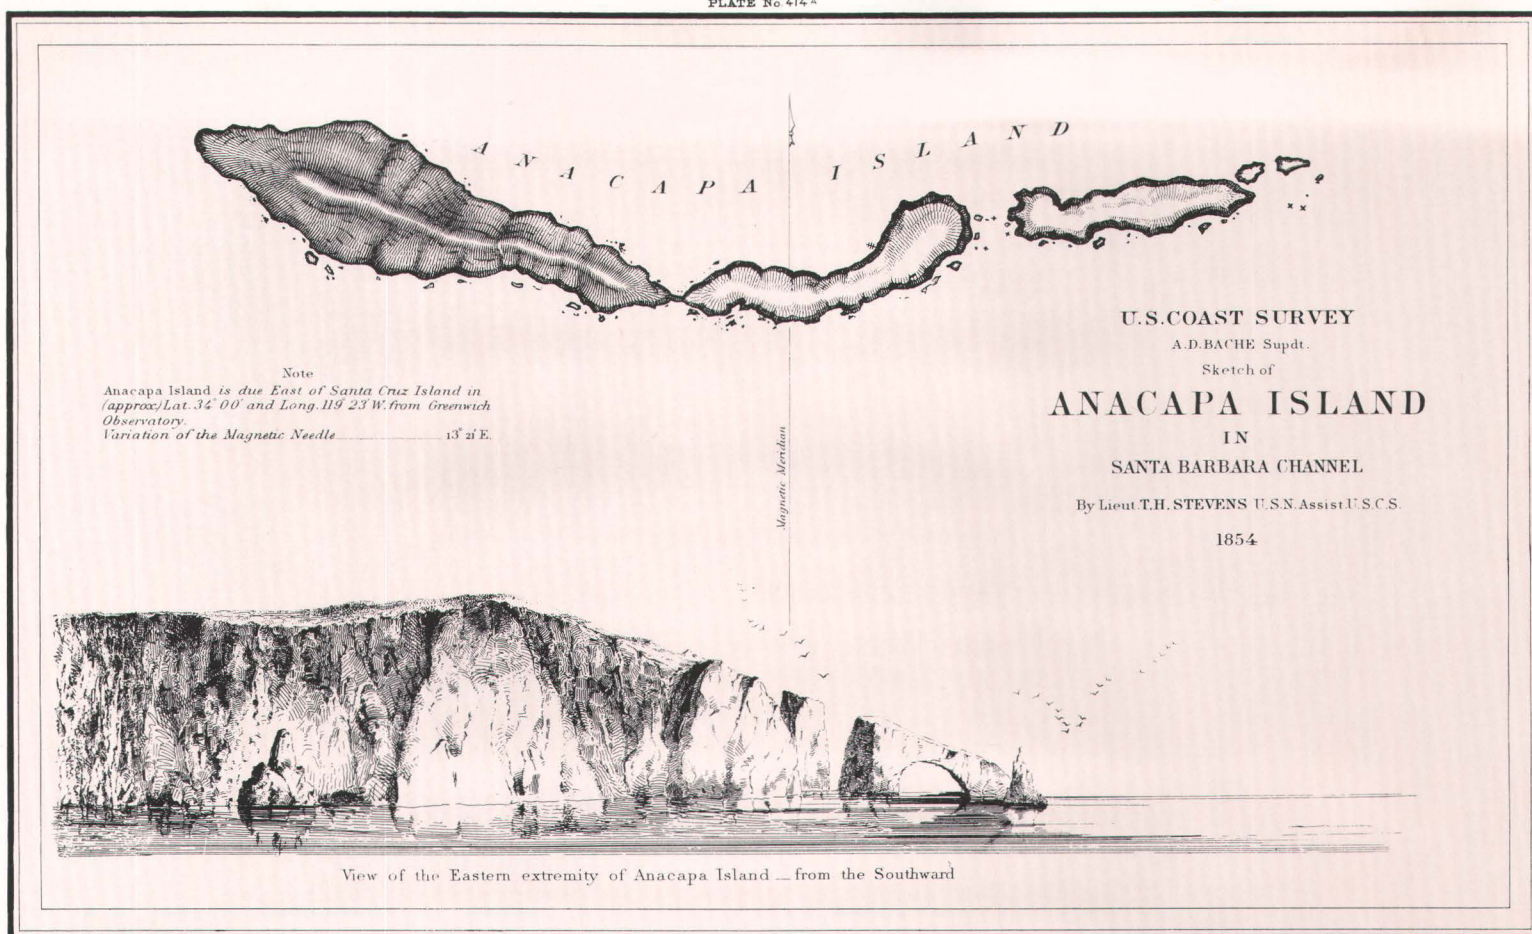 PLATE No. 414 A
ANACAPA ISLAND
U.S. COAST SURVEY
A.D. BACHE Supdt.
Sketch of
ANACAPA ISLAND
IN
SANTA BARBARA CHANNEL
By Lieut. T.H. STEVENS U.S.N. Assist. U.S.C.S.
1854
Note
Anacapa Island is due East of Santa Cruz Island in
(approx) Lat. 34° 00' and Long. 119° 23' W. from Greenwich
Observatory.
Variation of the Magnetic Needle 13° 21' E.
Magnetic Meridian
View of the Eastern extremity of Anacapa Island — from the Southward